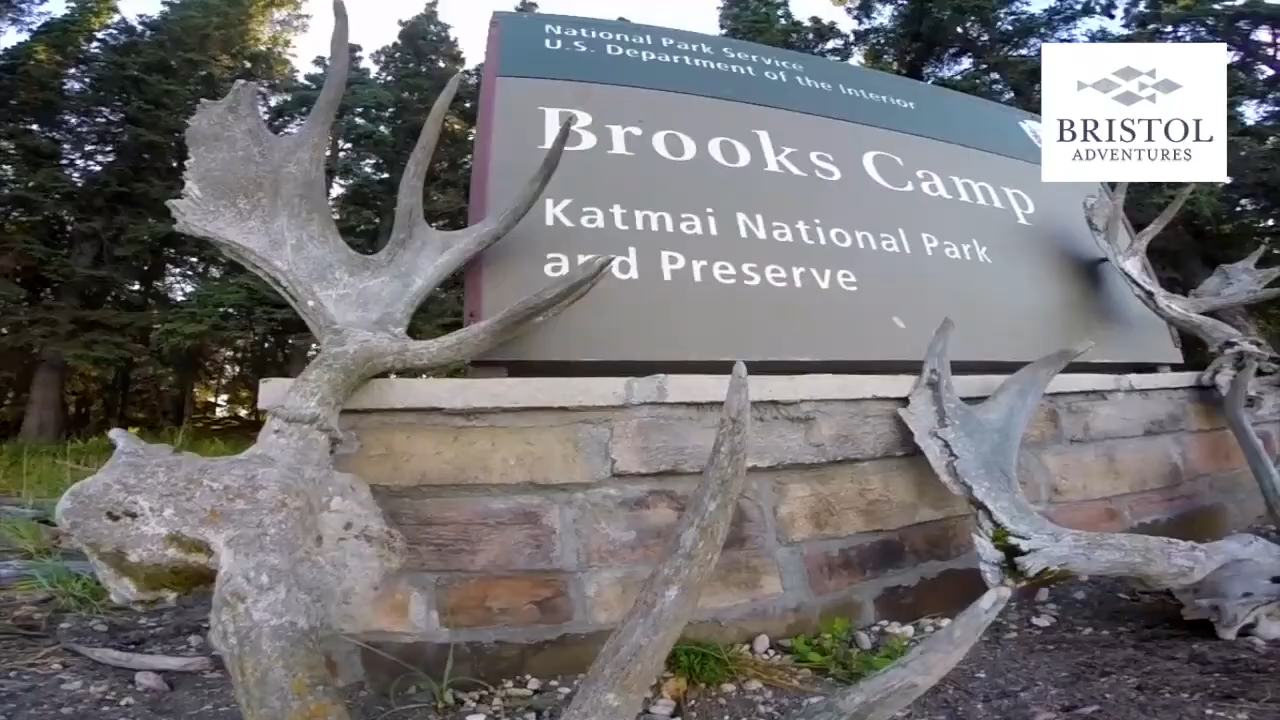 National Park Service
U.S. Department of the Interior
Brooks Camp
Katmai National Park
and Preserve
BRISTOL
ADVENTURES